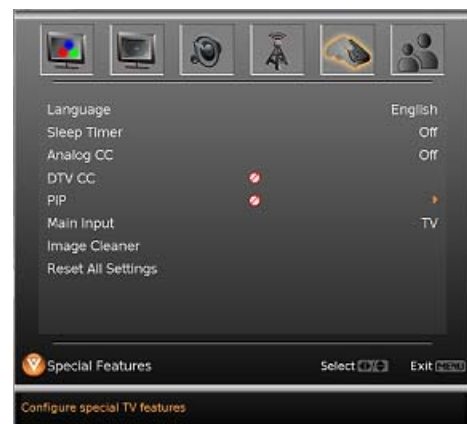 Language English
Sleep Timer Off
Analog CC Off
DTV CC
PIP
Main Input TV
Image Cleaner
Reset All Settings
V Special Features Select Exit MENU
Configure special TV features